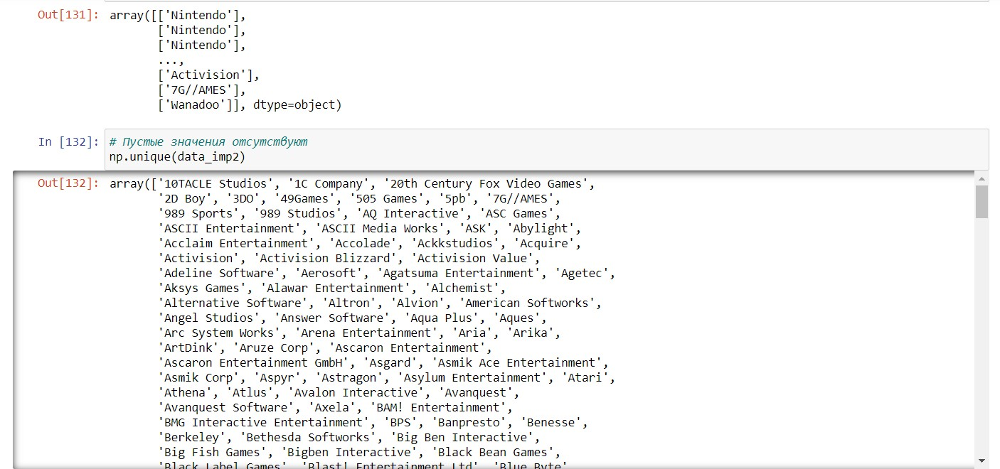 Out[131]: array([['Nintendo'],
['Nintendo'],
['Nintendo'],
...,
['Activision'],
['7G//AMES'],
['Wanadoo']], dtype=object)
In [132]: # Пустые значения отсутствуют
np.unique(data_imp2)
Out[132]: array(['10TACLE Studios', '1C Company', '20th Century Fox Video Games',
'2D Boy', '3DO', '49Games', '505 Games', '5pb', '7G//AMES',
'989 Sports', '989 Studios', 'AQ Interactive', 'ASC Games',
'ASCII Entertainment', 'ASCII Media Works', 'ASK', 'Abylight',
'Acclaim Entertainment', 'Accolade', 'Ackkstudios', 'Acquire',
'Activision', 'Activision Blizzard', 'Activision Value',
'Adeline Software', 'Aerosoft', 'Agatsuma Entertainment', 'Agetec',
'Aksys Games', 'Alawar Entertainment', 'Alchemist',
'Alternative Software', 'Altron', 'Alvion', 'American Softworks',
'Angel Studios', 'Answer Software', 'Aqua Plus', 'Aques',
'Arc System Works', 'Arena Entertainment', 'Aria', 'Arika',
'ArtDink', 'Aruze Corp', 'Ascaron Entertainment',
'Ascaron Entertainment GmbH', 'Asgard', 'Asmik Ace Entertainment',
'Asmik Corp', 'Aspyr', 'Astragon', 'Asylum Entertainment', 'Atari',
'Athena', 'Atlus', 'Avalon Interactive', 'Avanquest',
'Avanquest Software', 'Axela', 'BAM! Entertainment',
'BMG Interactive Entertainment', 'BPS', 'Banpresto', 'Benesse',
'Berkeley', 'Bethesda Softworks', 'Big Ben Interactive',
'Big Fish Games', 'Bigben Interactive', 'Black Bean Games',
'Black Label Games', 'Blast! Entertainment Ltd', 'Blue Byte',